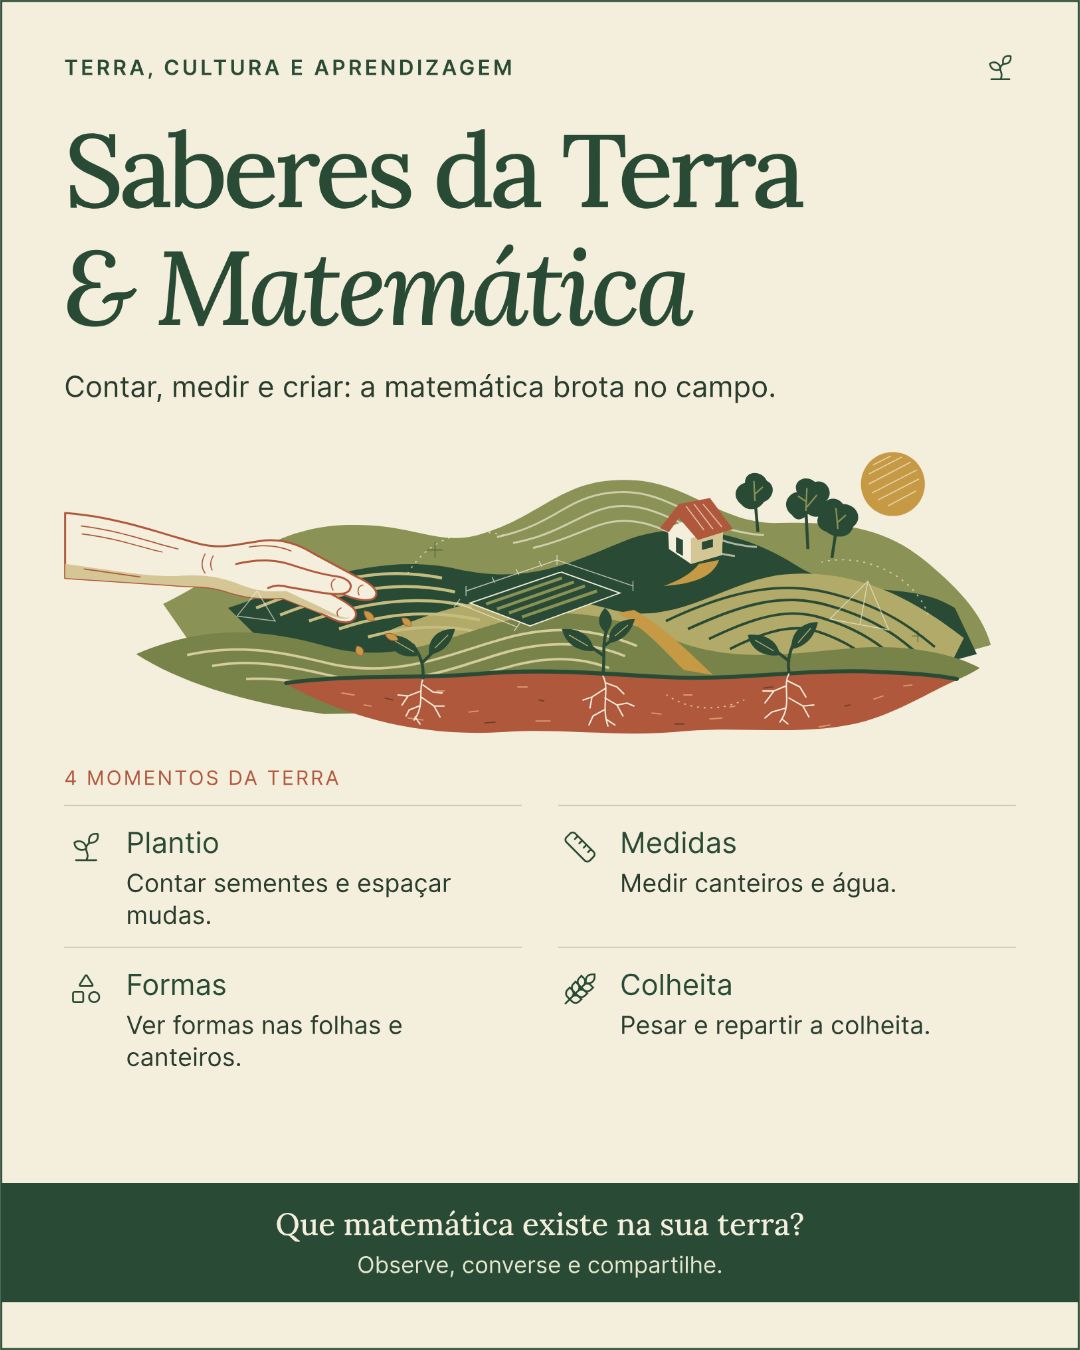 TERRA, CULTURA E APRENDIZAGEM
Saberes da Terra
& Matemática
Contar, medir e criar: a matemática brota no campo.
4 MOMENTOS DA TERRA
Plantio
Contar sementes e espaçar
mudas.
Medidas
Medir canteiros e água.
Formas
Ver formas nas folhas e
canteiros.
Colheita
Pesar e repartir a colheita.
Que matemática existe na sua terra?
Observe, converse e compartilhe.